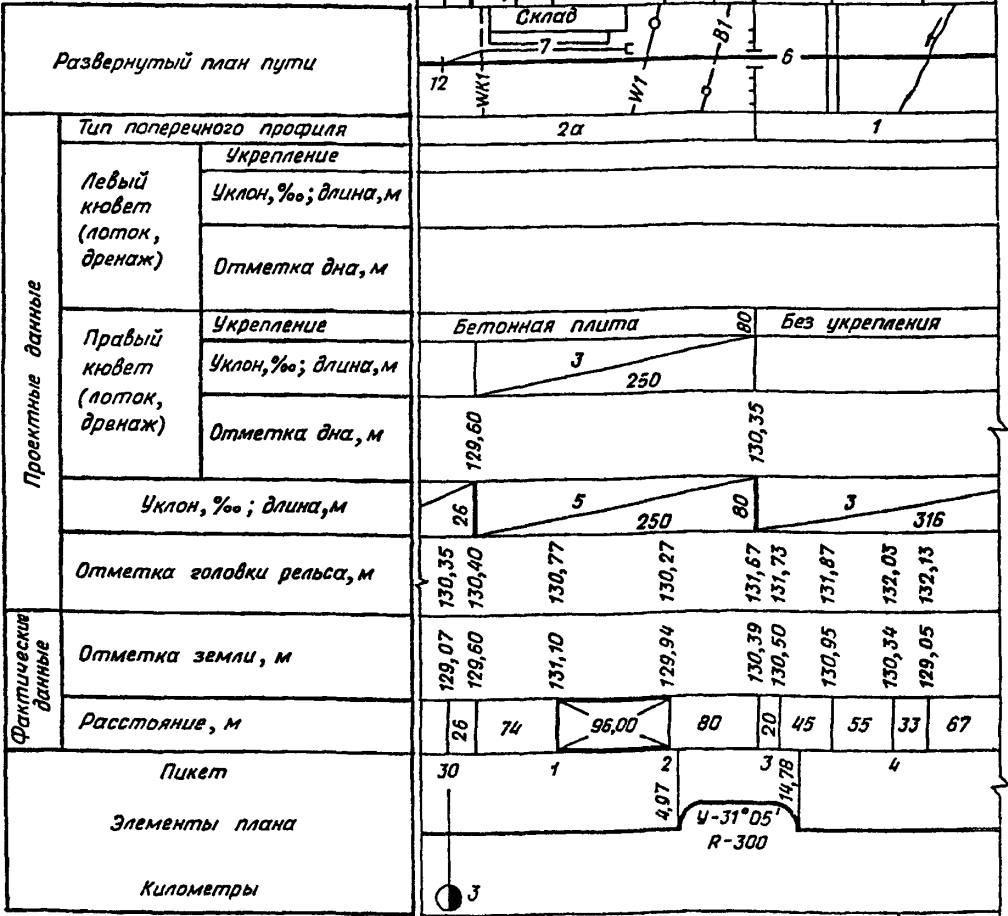 Развернутый план пути
Склад
7
12
WK1
W1
B1
6
Проектные данные
Тип поперечного профиля
2а
1
Левый
кювет
(лоток,
дренаж)
Укрепление
Уклон,‰; длина,м
Отметка дна, м
Правый
кювет
(лоток,
дренаж)
Укрепление
Бетонная плита
80
Без укрепления
Уклон,‰; длина,м
3
250
Отметка дна, м
129,60
130,35
Уклон,‰; длина,м
26
5
250
80
3
316
Отметка головки рельса, м
130,35
130,40
130,77
130,27
131,67
131,73
131,87
132,03
132,13
Фактические
данные
Отметка земли, м
129,07
129,60
131,10
129,94
130,39
130,50
130,95
130,34
129,05
Расстояние, м
26
74
96,00
80
20
45
55
33
67
Пикет
30
1
2
3
4
Элементы плана
4,97
14,78
У-31°05'
R-300
Километры
3